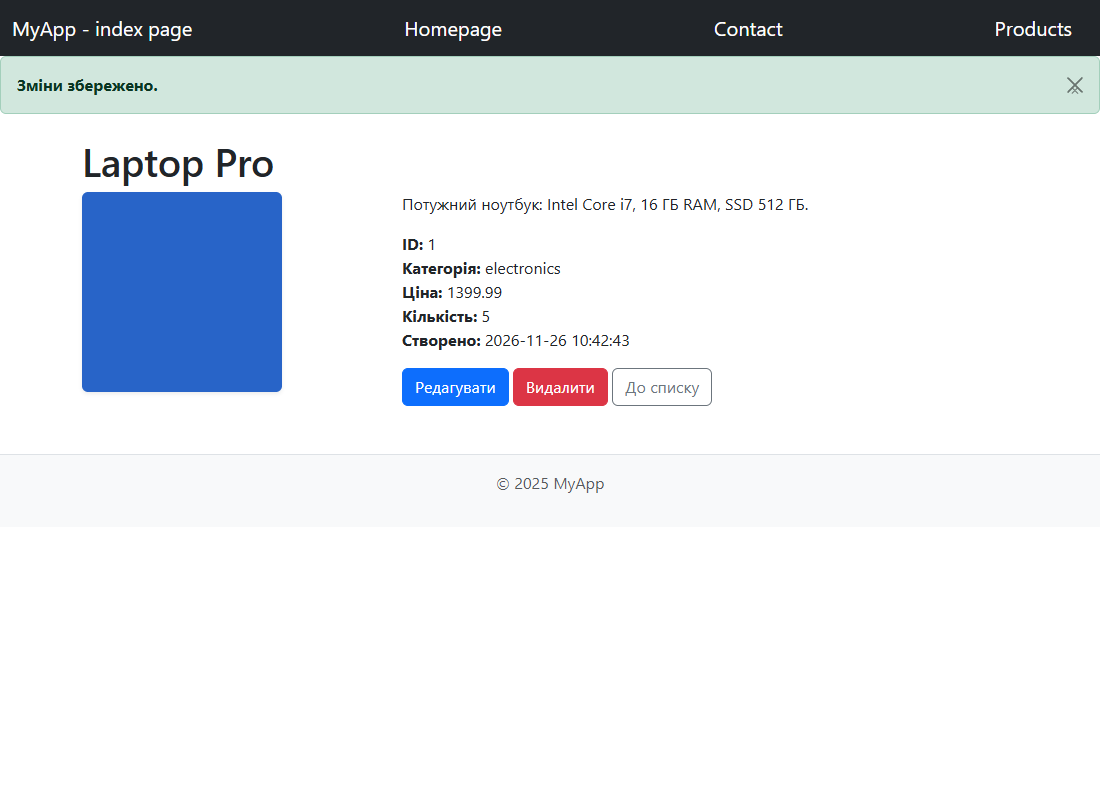 MyApp - index page Homepage Contact Products
Зміни збережено.
Laptop Pro
Потужний ноутбук: Intel Core i7, 16 ГБ RAM, SSD 512 ГБ.
ID: 1
Категорія: electronics
Ціна: 1399.99
Кількість: 5
Створено: 2026-11-26 10:42:43
Редагувати Видалити До списку
© 2025 MyApp